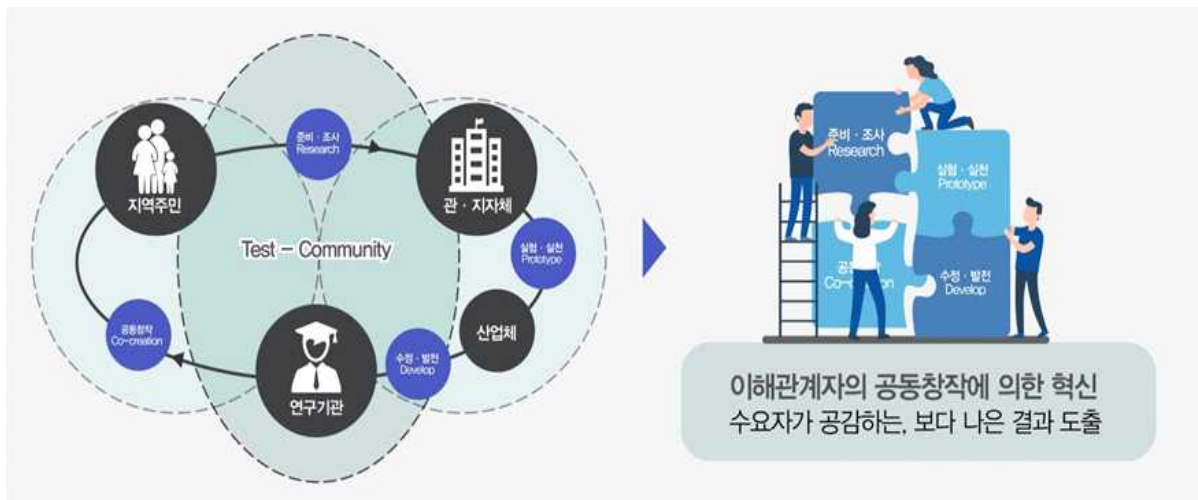 준비 · 조사
Research
지역주민
관 · 지자체
Test - Community
실험 · 실천
Prototype
산업체
공동창작
Co-creation
수정 · 발전
Develop
연구기관
준비 · 조사
Research
실험 · 실천
Prototype
공동
Co-creation
수정 · 발전
Develop
이해관계자의 공동창작에 의한 혁신
수요자가 공감하는, 보다 나은 결과 도출